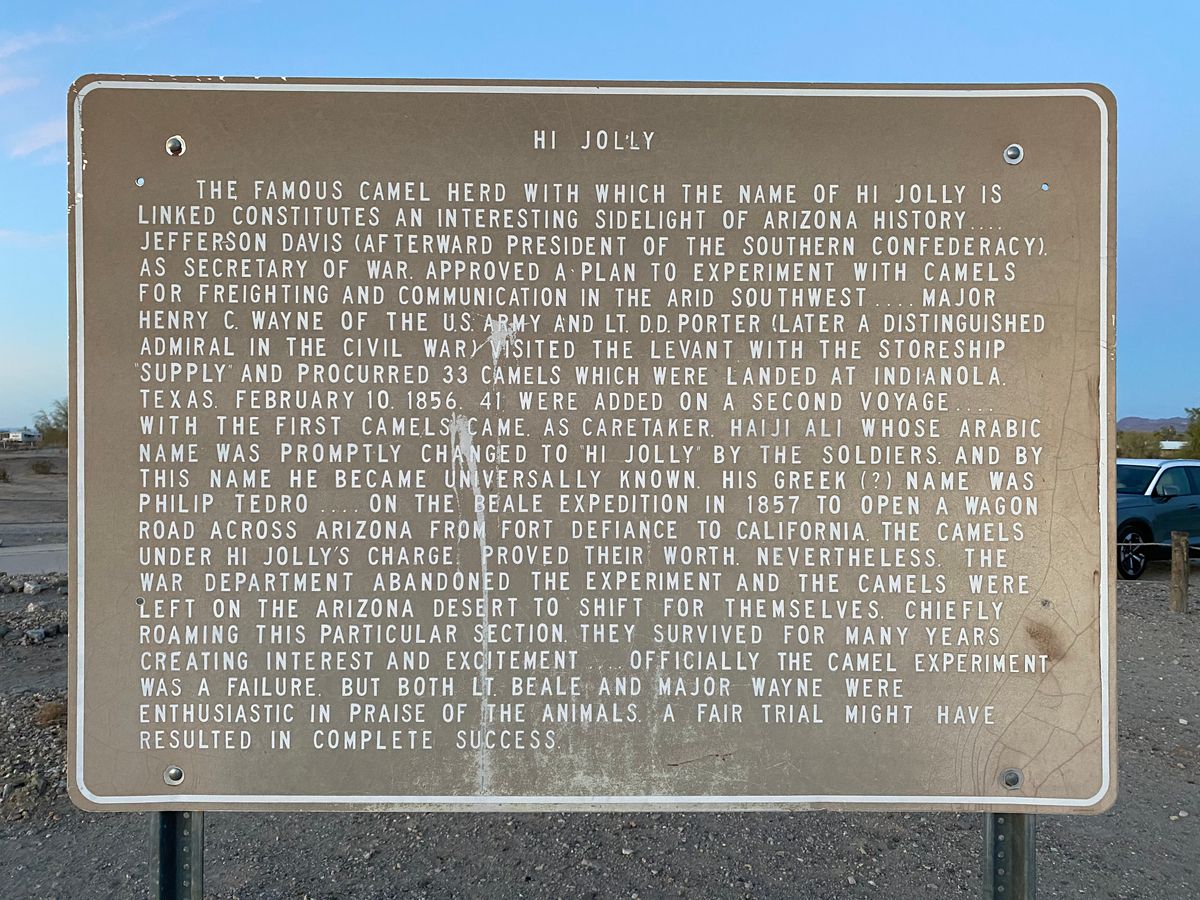 HI JOLLY
THE FAMOUS CAMEL HERD WITH WHICH THE NAME OF HI JOLLY IS
LINKED CONSTITUTES AN INTERESTING SIDELIGHT OF ARIZONA HISTORY....
JEFFERSON DAVIS (AFTERWARD PRESIDENT OF THE SOUTHERN CONFEDERACY),
AS SECRETARY OF WAR, APPROVED A PLAN TO EXPERIMENT WITH CAMELS
FOR FREIGHTING AND COMMUNICATION IN THE ARID SOUTHWEST .... MAJOR
HENRY C. WAYNE OF THE U.S. ARMY AND LT. D.D. PORTER (LATER A DISTINGUISHED
ADMIRAL IN THE CIVIL WAR) VISITED THE LEVANT WITH THE STORESHIP
"SUPPLY" AND PROCURRED 33 CAMELS WHICH WERE LANDED AT INDIANOLA,
TEXAS, FEBRUARY 10, 1856. 41 WERE ADDED ON A SECOND VOYAGE....
WITH THE FIRST CAMELS CAME, AS CARETAKER, HAIJI ALI WHOSE ARABIC
NAME WAS PROMPTLY CHANGED TO "HI JOLLY" BY THE SOLDIERS, AND BY
THIS NAME HE BECAME UNIVERSALLY KNOWN. HIS GREEK (?) NAME WAS
PHILIP TEDRO .... ON THE BEALE EXPEDITION IN 1857 TO OPEN A WAGON
ROAD ACROSS ARIZONA FROM FORT DEFIANCE TO CALIFORNIA, THE CAMELS
UNDER HI JOLLY'S CHARGE, PROVED THEIR WORTH. NEVERTHELESS, THE
WAR DEPARTMENT ABANDONED THE EXPERIMENT AND THE CAMELS WERE
LEFT ON THE ARIZONA DESERT TO SHIFT FOR THEMSELVES. CHIEFLY
ROAMING THIS PARTICULAR SECTION, THEY SURVIVED FOR MANY YEARS
CREATING INTEREST AND EXCITEMENT .... OFFICIALLY THE CAMEL EXPERIMENT
WAS A FAILURE, BUT BOTH LT. BEALE AND MAJOR WAYNE WERE
ENTHUSIASTIC IN PRAISE OF THE ANIMALS. A FAIR TRIAL MIGHT HAVE
RESULTED IN COMPLETE SUCCESS.